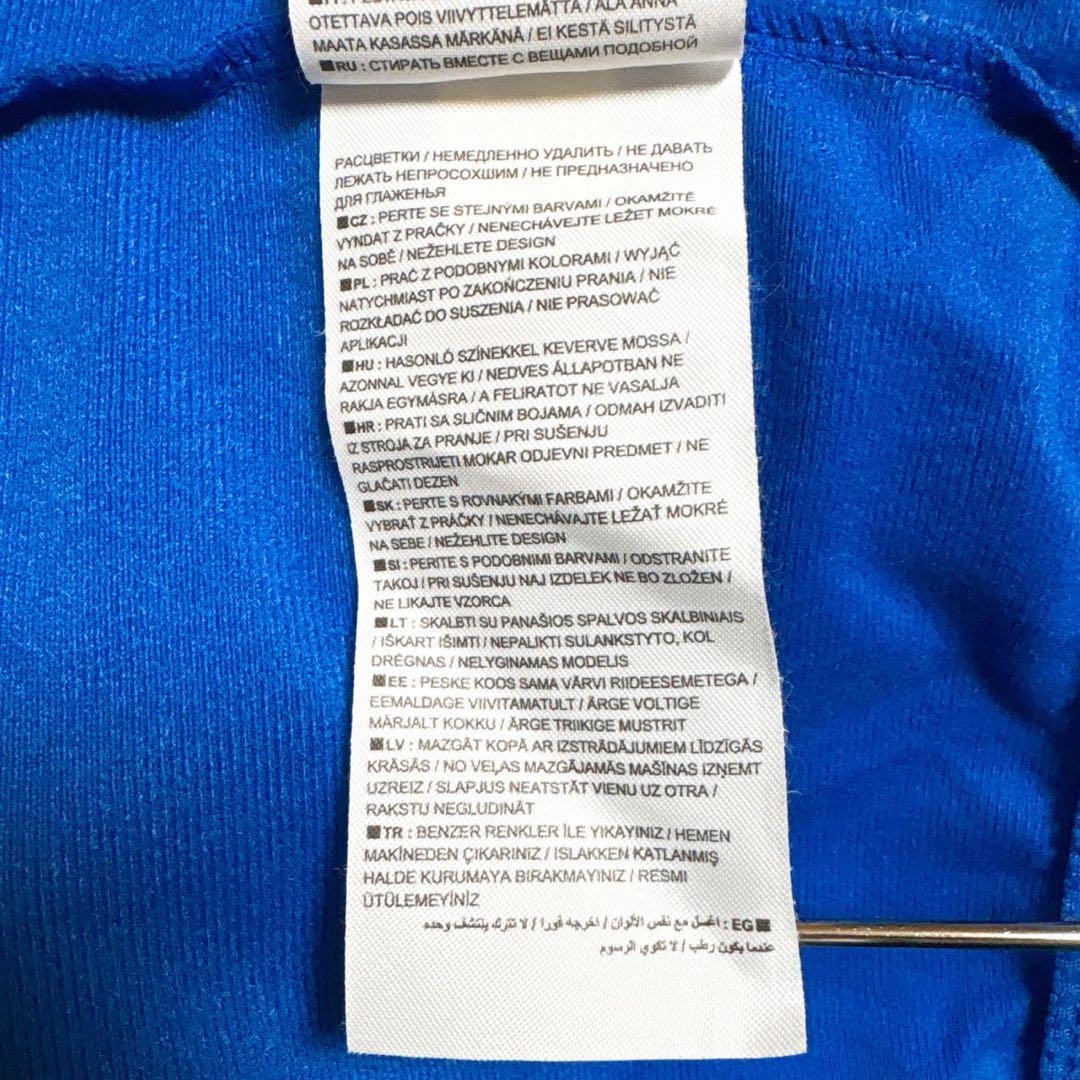 OTETTAVA POIS VIIVYTTELEMÄTTÄ / ÄLÄ ANNA
MAATA KASASSA MÄRKÄNÄ / EI KESTÄ SILITYSTÄ
RU : СТИРАТЬ ВМЕСТЕ С ВЕЩАМИ ПОДОБНОЙ
РАСЦВЕТКИ / НЕМЕДЛЕННО УДАЛИТЬ / НЕ ДАВАТЬ
ЛЕЖАТЬ НЕПРОСОХШИМ / НЕ ПРЕДНАЗНАЧЕНО
ДЛЯ ГЛАЖЕНЬЯ
CZ : PERTE SE STEJNÝMI BARVAMI / OKAMŽITĚ
VYNDAT Z PRAČKY / NENECHÁVEJTE LEŽET MOKRÉ
NA SOBĚ / NEŽEHLETE DESIGN
PL : PRAĆ Z PODOBNYMI KOLORAMI / WYJĄĆ
NATYCHMIAST PO ZAKOŃCZENIU PRANIA / NIE
ROZKŁADAĆ DO SUSZENIA / NIE PRASOWAĆ
APLIKACJI
HU : HASONLÓ SZÍNEKKEL KEVERVE MOSSA /
AZONNAL VEGYE KI / NEDVES ÁLLAPOTBAN NE
RAKJA EGYMÁSRA / A FELIRATOT NE VASALJA
HR : PRATI SA SLIČNIM BOJAMA / ODMAH IZVADITI
IZ STROJA ZA PRANJE / PRI SUŠENJU
RASPROSTRIJETI MOKAR ODJEVNI PREDMET / NE
GLAČATI DEZEN
SK : PERTE S ROVNAKÝMI FARBAMI / OKAMŽITE
VYBRAŤ Z PRÁČKY / NENECHÁVAJTE LEŽAŤ MOKRÉ
NA SEBE / NEŽEHLITE DESIGN
SI : PERITE S PODOBNIMI BARVAMI / ODSTRANITE
TAKOJ / PRI SUŠENJU NAJ IZDELEK NE BO ZLOŽEN /
NE LIKAJTE VZORCA
LT : SKALBTI SU PANAŠIOS SPALVOS SKALBINIAIS
/ IŠKART IŠIMTI / NEPALIKTI SULANKSTYTO, KOL
DRĖGNAS / NELYGINAMAS MODELIS
EE : PESKE KOOS SAMA VÄRVI RIIDEESEMETEGA /
EEMALDAGE VIIVITAMATULT / ÄRGE VOLTIGE
MÄRJALT KOKKU / ÄRGE TRIIKIGE MUSTRIT
LV : MAZGĀT KOPĀ AR IZSTRĀDĀJUMIEM LĪDZĪGĀS
KRĀSĀS / NO VEĻAS MAZGĀJAMĀS MAŠĪNAS IZŅEMT
UZREIZ / SLAPJUS NEATSTĀT VIENU UZ OTRA /
RAKSTU NEGLUDINĀT
TR : BENZER RENKLER İLE YIKAYINIZ / HEMEN
MAKİNEDEN ÇIKARINIZ / ISLAKKEN KATLANMIŞ
HALDE KURUMAYA BIRAKMAYINIZ / RESMI
ÜTÜLEMEYİNİZ
EG : اغسل مع نفس الألوان / اخرجه فورا / لا تترك يلتتشف وحده
عندما يكون رطب / لا تكوي الرسوم